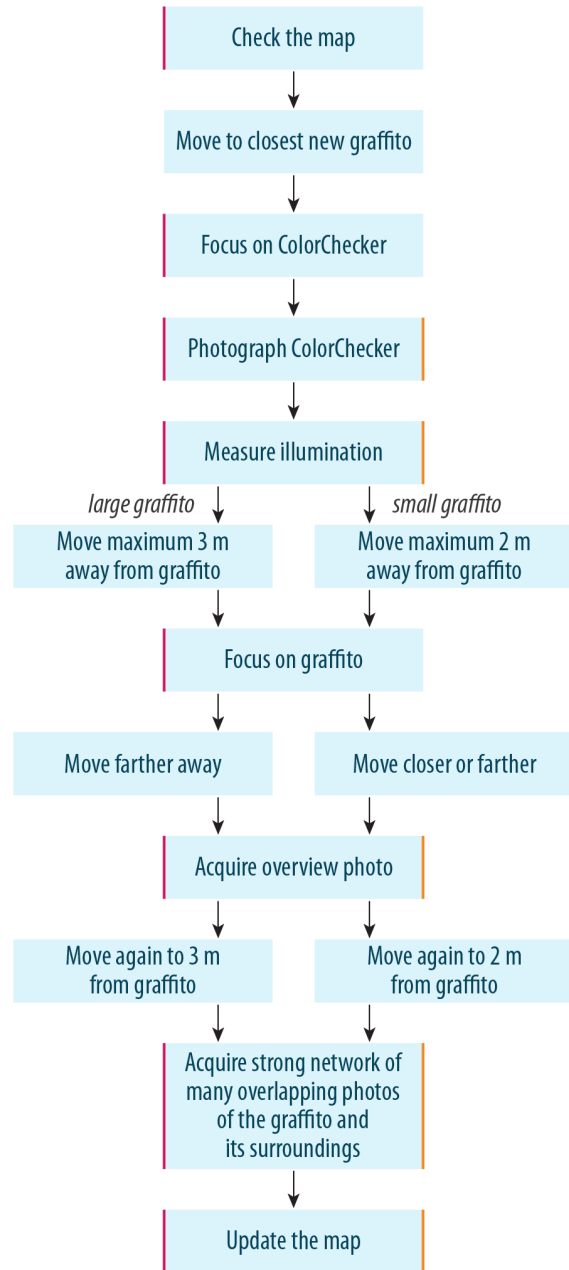 Check the map
Move to closest new graffito
Focus on ColorChecker
Photograph ColorChecker
Measure illumination
large graffito
small graffito
Move maximum 3 m
away from graffito
Move maximum 2 m
away from graffito
Focus on graffito
Move farther away
Move closer or farther
Acquire overview photo
Move again to 3 m
from graffito
Move again to 2 m
from graffito
Acquire strong network of
many overlapping photos
of the graffito and
its surroundings
Update the map